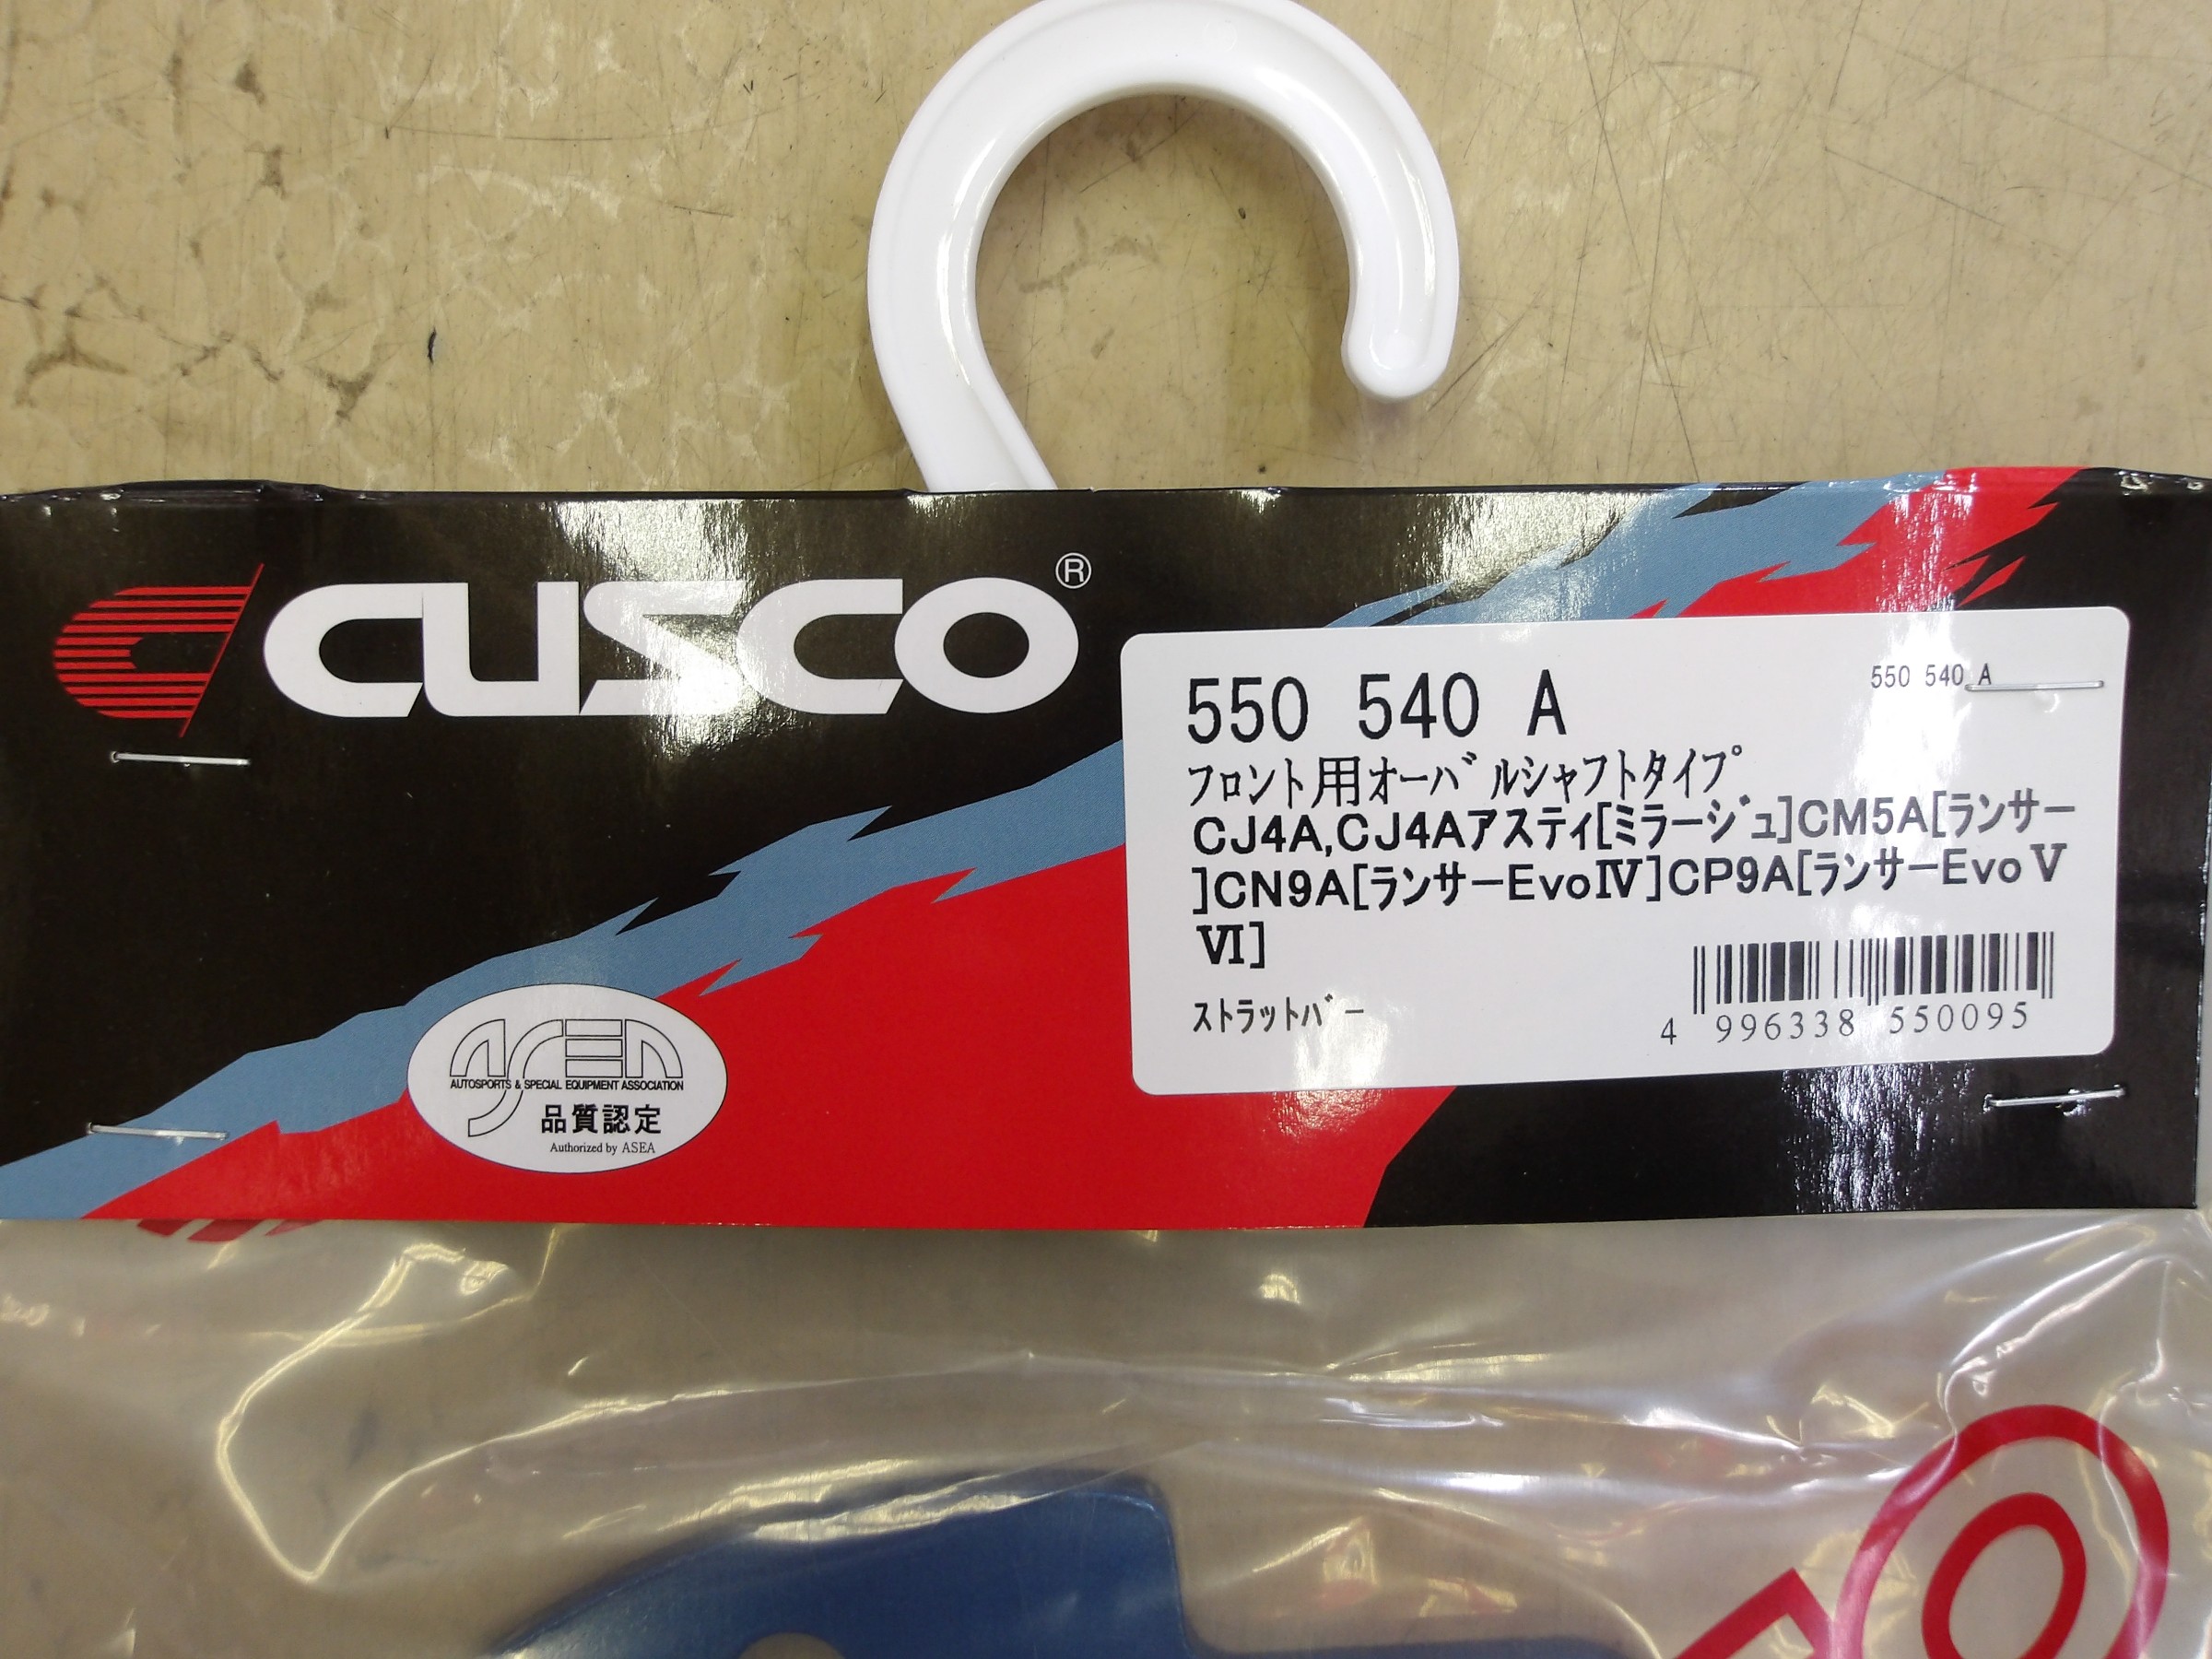 CUSCO®
550 540 A
550 540 A
フロント用オーバルシャフトタイプ
CJ4A,CJ4Aアスティ[ミラージュ]CM5A[ランサー
]CN9A[ランサーEvoⅣ]CP9A[ランサーEvoⅤ
Ⅵ]
ストラットバー
4 996338 550095
ASEA
AUTOSPORTS & SPECIAL EQUIPMENT ASSOCIATION
品質認定
Authorized by ASEA